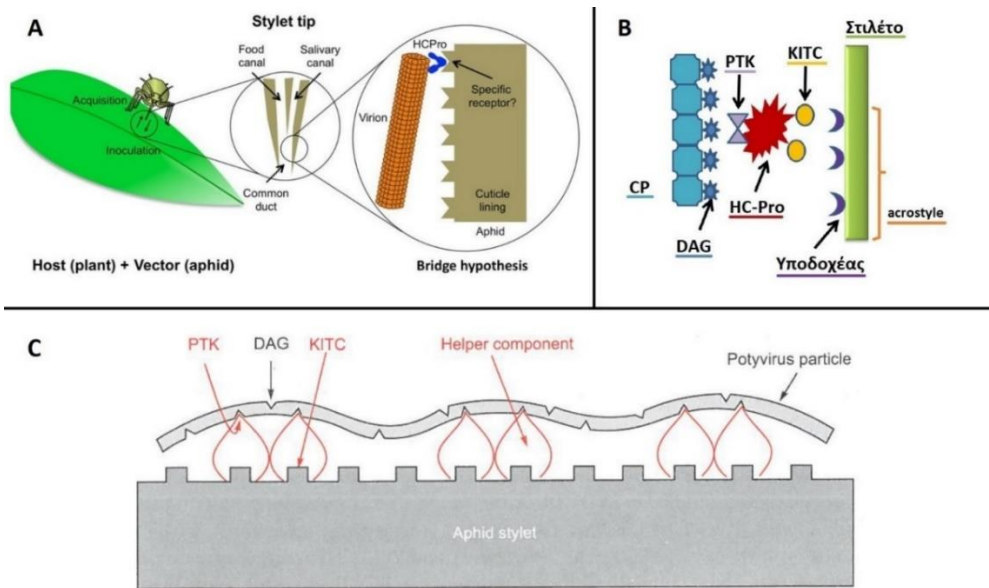 A
Stylet tip
Food
canal
Salivary
canal
HCPro
Acquisition
Inoculation
Common
duct
Virion
Specific
receptor?
Cuticle
lining
Aphid
Host (plant) + Vector (aphid)
Bridge hypothesis
B
Στιλέτο
PTK
KITC
CP
HC-Pro
DAG
acrostyle
Υποδοχέας
C
PTK
DAG
KITC
Helper component
Potyvirus particle
Aphid stylet